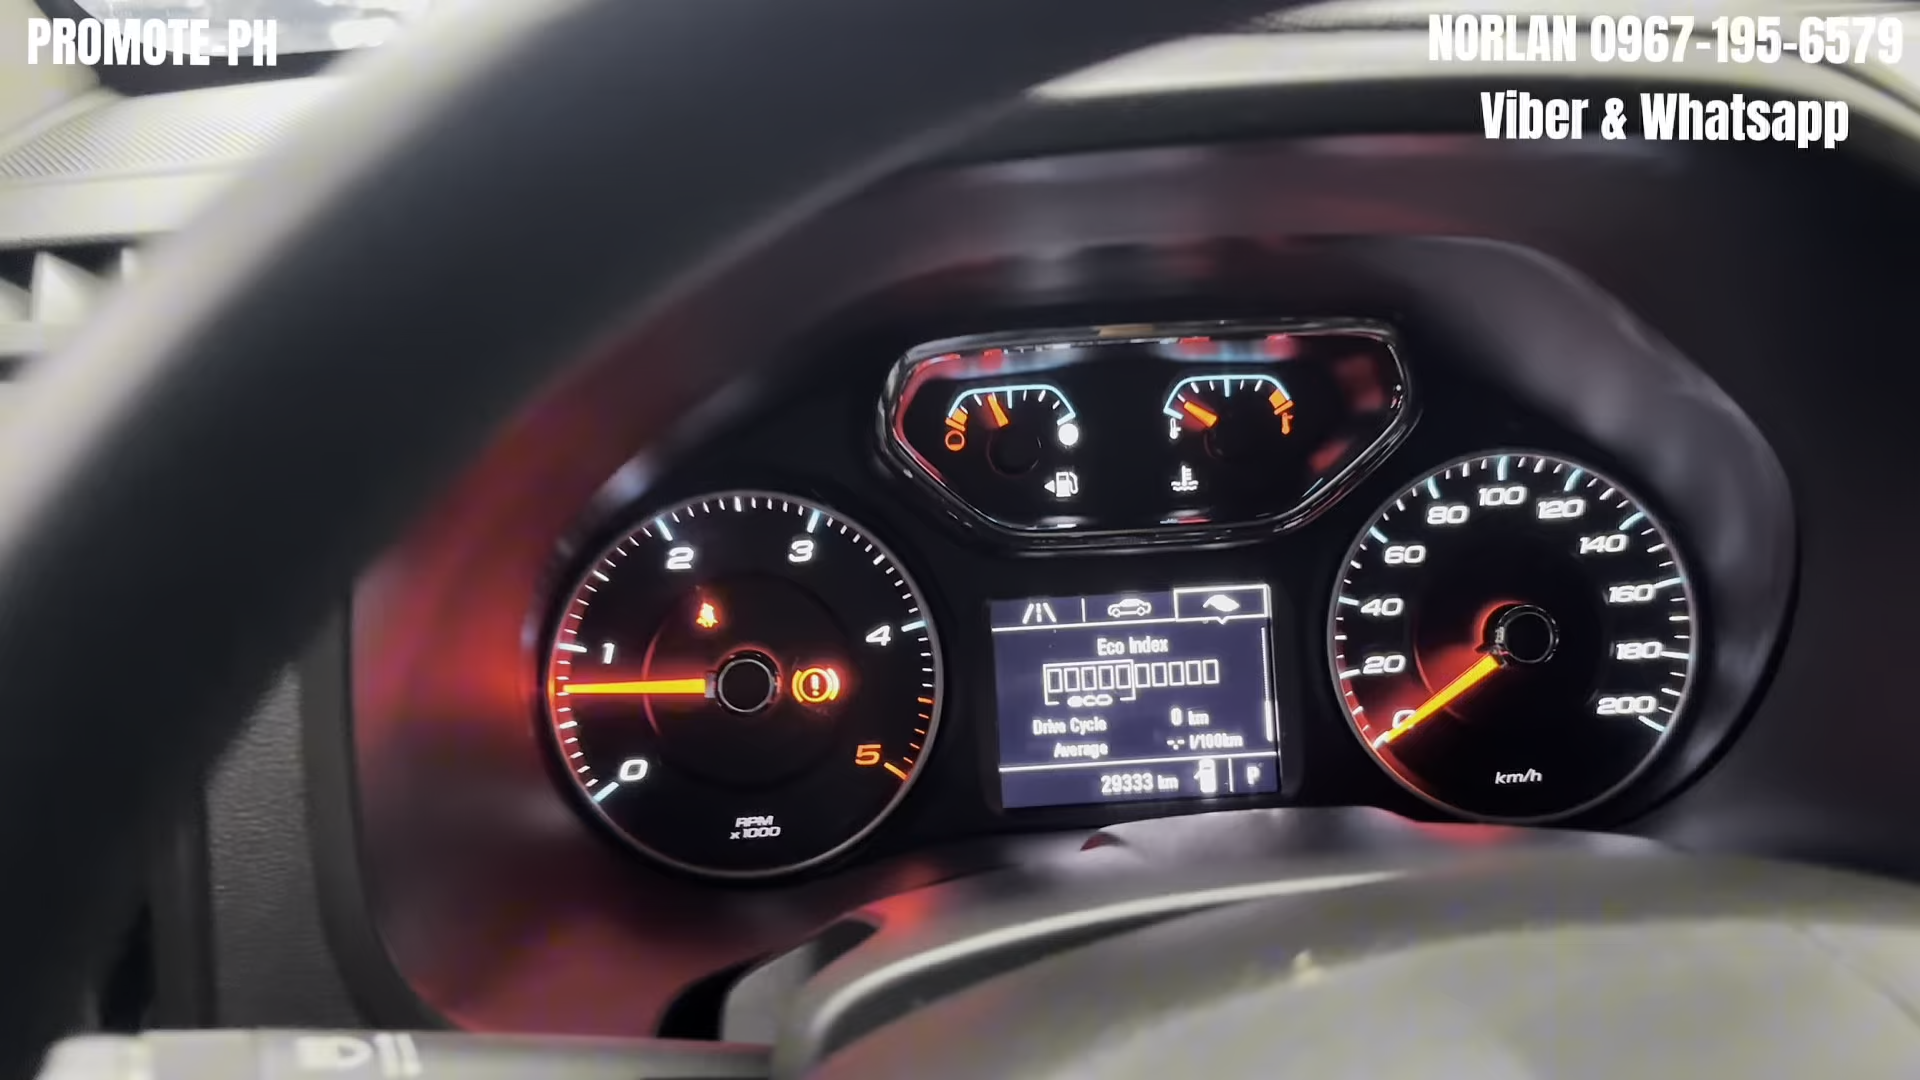 PROMOTE-PH
NORLAN 0967-195-6579
Viber & Whatsapp
0
1
2
3
4
5
RPM
x1000
Eco Index
eco
Drive Cycle 0 km
Average -.- l/100km
29333 km P
0
20
40
60
80
100
120
140
160
180
200
km/h